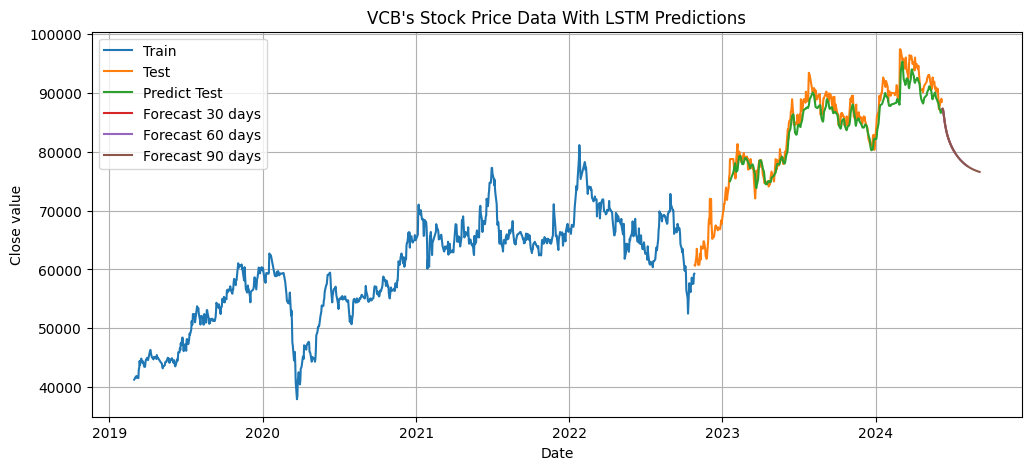 VCB's Stock Price Data With LSTM Predictions
100000
90000
80000
70000
60000
50000
40000
Close value
Train
Test
Predict Test
Forecast 30 days
Forecast 60 days
Forecast 90 days
2019
2020
2021
2022
2023
2024
Date